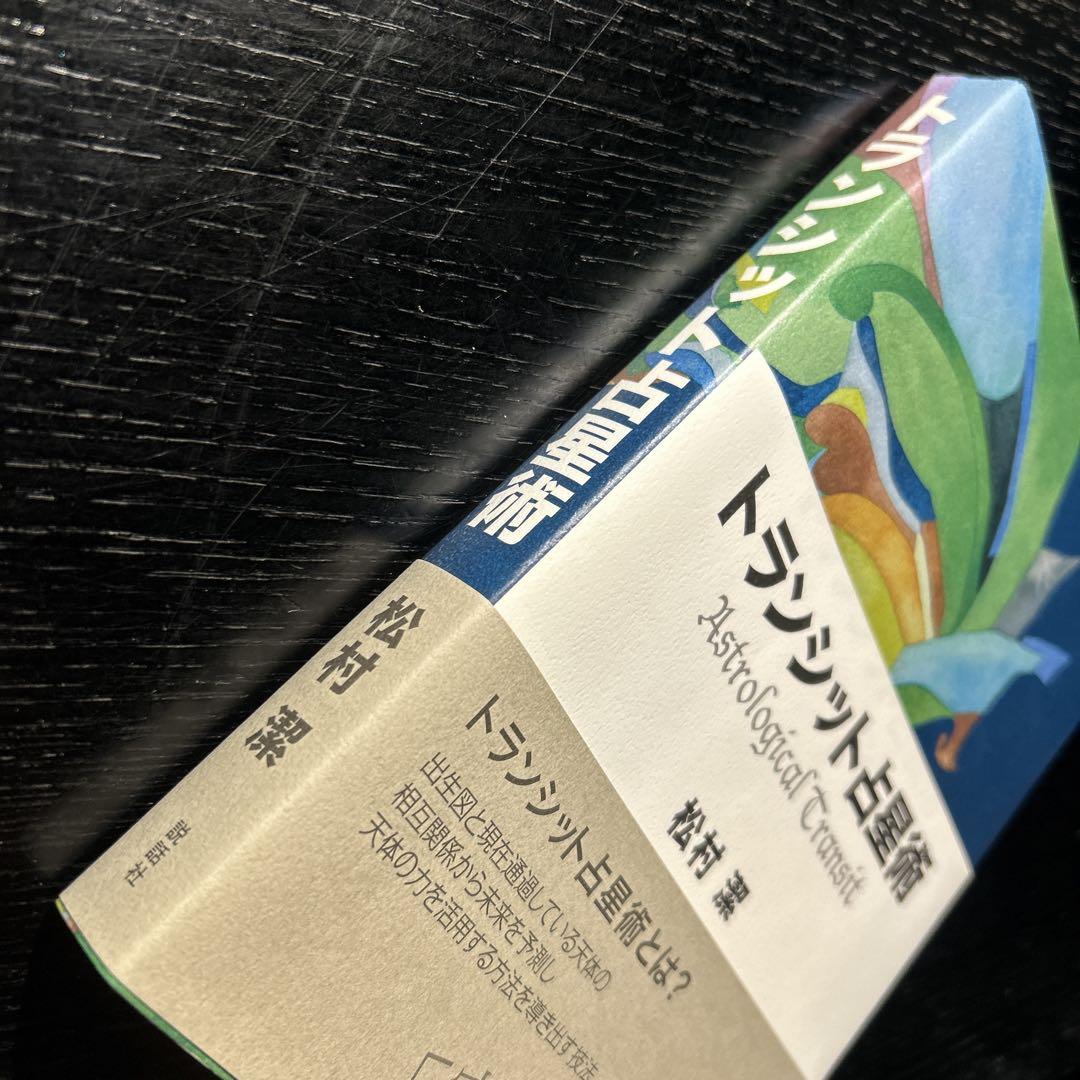 トランシット占星術
松村 潔
説話社
トランシット占星術
Astrological Transit
松村 潔
トランシット占星術とは?
出生図と現在通過している天体の
相互関係から未来を予測し
天体の力を活用する方法を導き出す技法